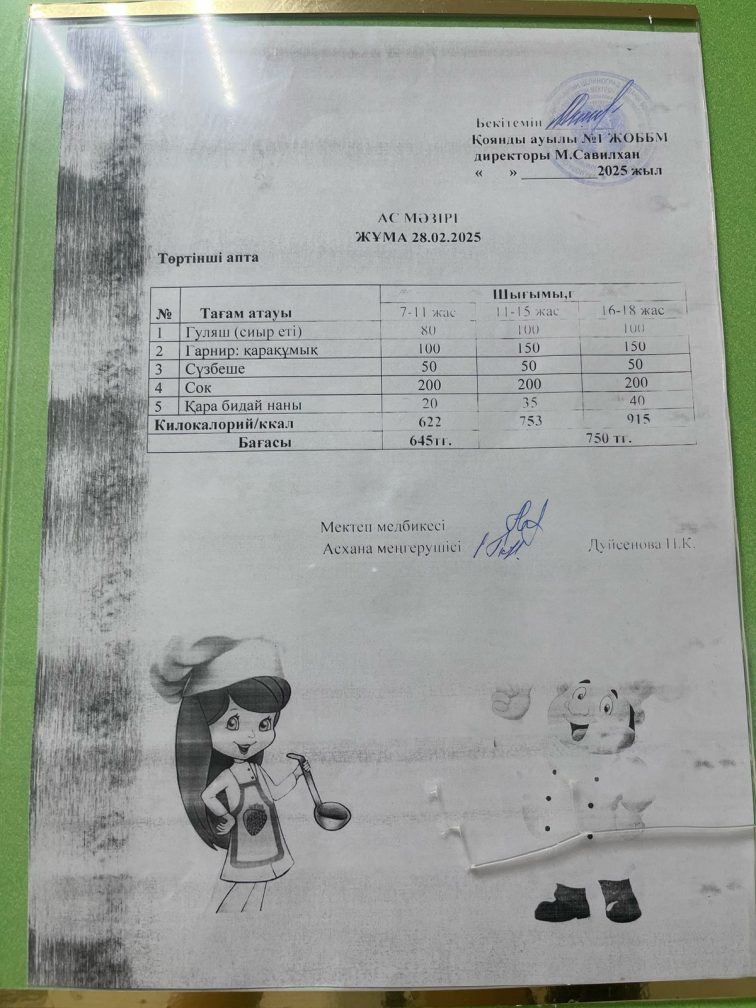 Бекітемін
Қоянды ауылы №1 ЖОББМ
директоры М.Савилхан
« » __________ 2025 жыл
АС МӘЗІРІ
ЖҰМА 28.02.2025
Төртінші апта
№ Тағам атауы Шығымы,г
7-11 жас 11-15 жас 16-18 жас
1 Гуляш (сиыр еті) 80 100 100
2 Гарнир: қарақұмық 100 150 150
3 Сүзбеше 50 50 50
4 Сок 200 200 200
5 Қара бидай наны 20 35 40
Килокалорий/ккал 622 753 915
Бағасы 645тг. 750 тг.
Мектеп медбикесі
Асхана меңгерушісі Дуйсенова Н.К.